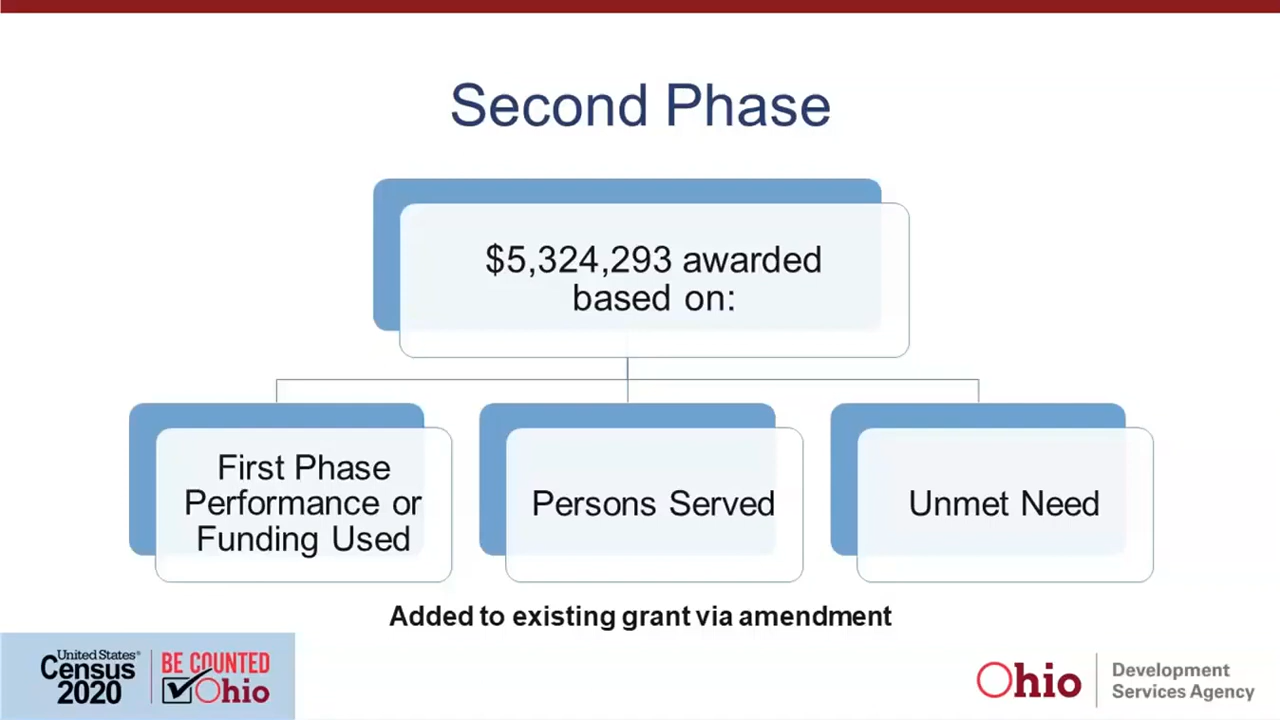 Second Phase
$5,324,293 awarded
based on:
First Phase
Performance or
Funding Used
Persons Served
Unmet Need
Added to existing grant via amendment
United States®
Census
2020
BE COUNTED
Ohio
Ohio
Development
Services Agency